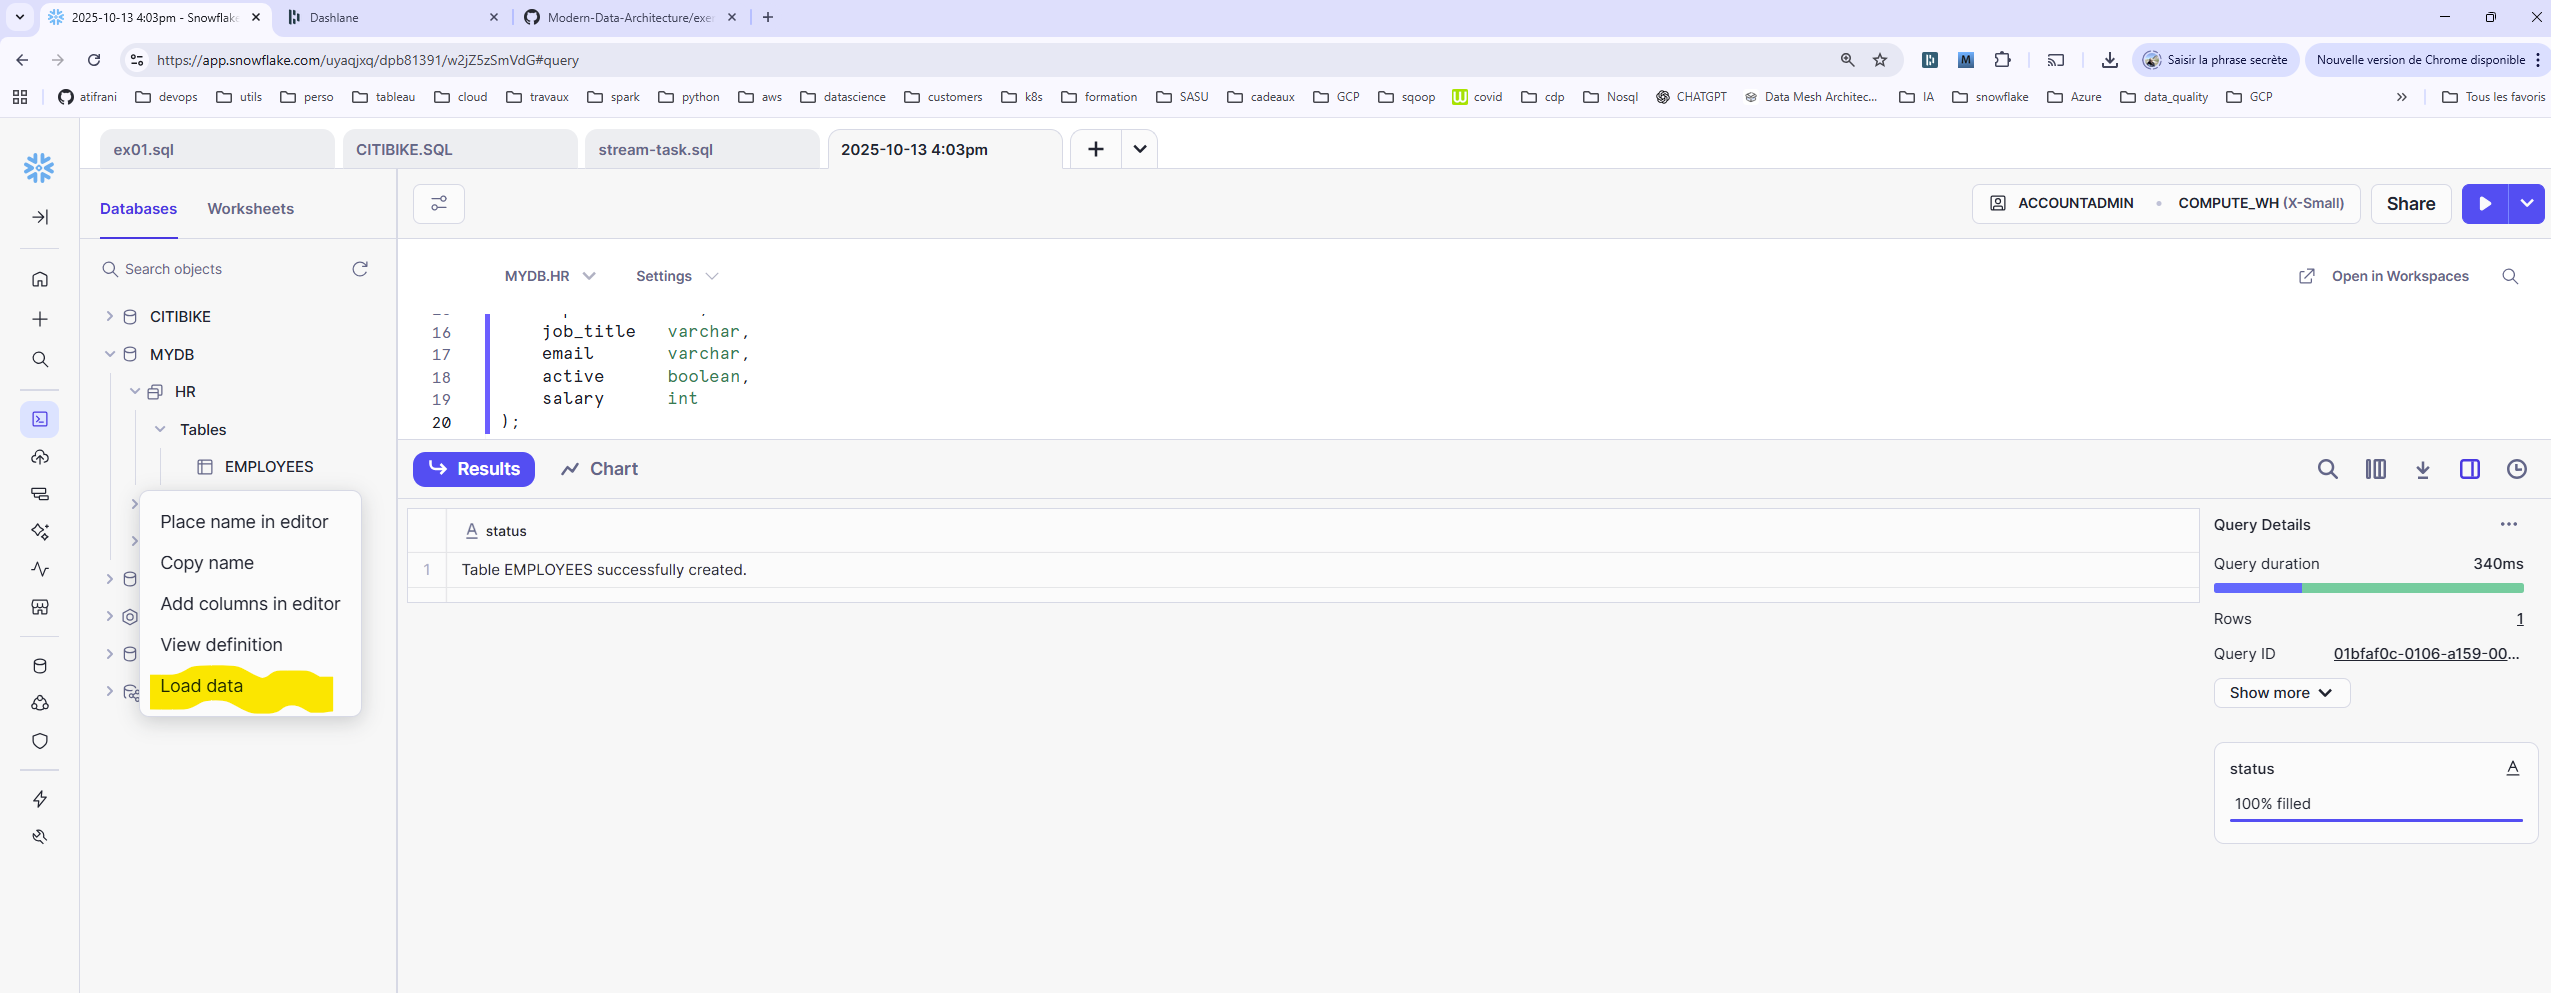 2025-10-13 4:03pm - Snowflake
Dashlane
Modern-Data-Architecture/exer
https://app.snowflake.com/uyaqjxq/dpb81391/w2jZ5zSmVdG#query
Saisir la phrase secrète
Nouvelle version de Chrome disponible
atifrani
devops
utils
perso
tableau
cloud
travaux
spark
python
aws
datascience
customers
k8s
formation
SASU
cadeaux
GCP
sqoop
covid
cdp
Nosql
CHATGPT
Data Mesh Architec...
IA
snowflake
Azure
data_quality
GCP
Tous les favoris
ex01.sql
CITIBIKE.SQL
stream-task.sql
2025-10-13 4:03pm
Databases
Worksheets
ACCOUNTADMIN
COMPUTE_WH (X-Small)
Share
Search objects
MYDB.HR
Settings
Open in Workspaces
CITIBIKE
MYDB
HR
Tables
EMPLOYEES
16 job_title varchar,
17 email varchar,
18 active boolean,
19 salary int
20 );
Place name in editor
Copy name
Add columns in editor
View definition
Load data
Results
Chart
A status
1 Table EMPLOYEES successfully created.
Query Details
Query duration 340ms
Rows 1
Query ID 01bfaf0c-0106-a159-00...
Show more
status A
100% filled